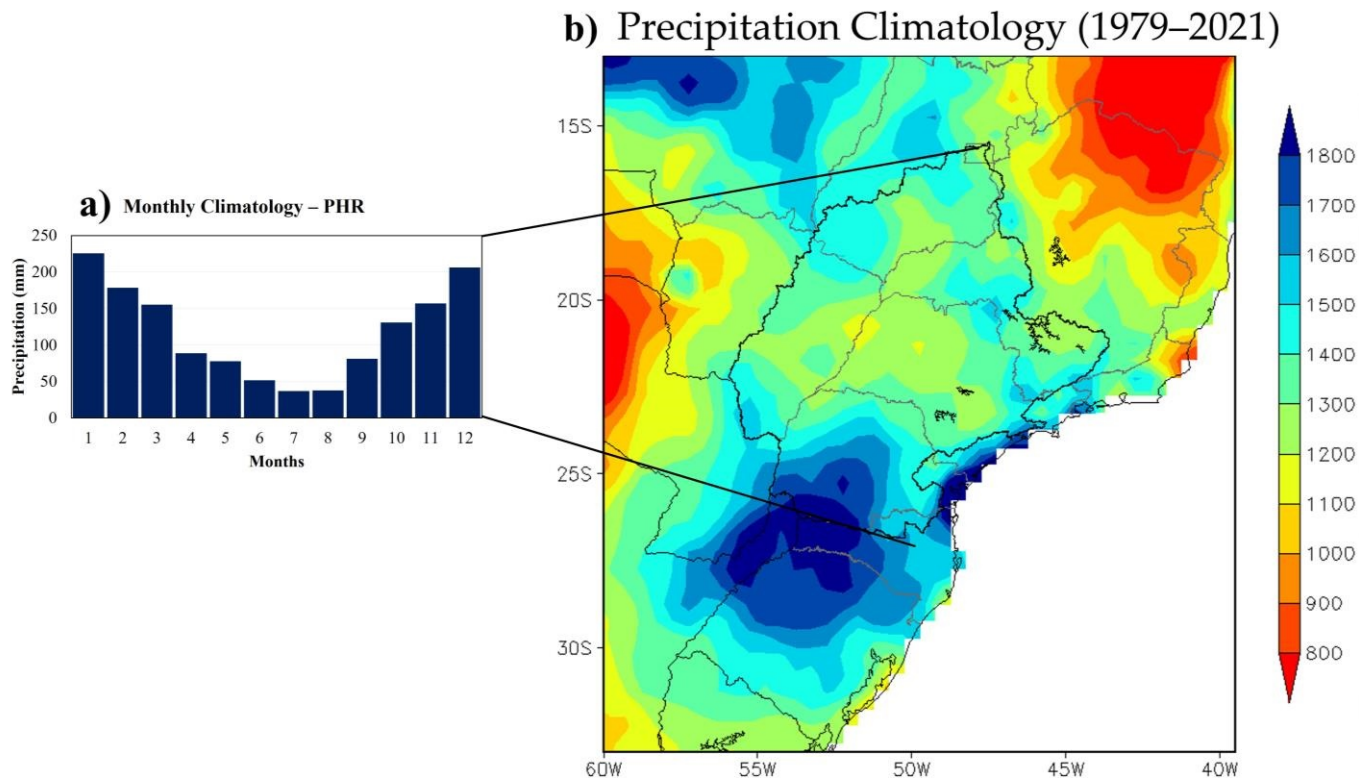 b) Precipitation Climatology (1979–2021)
a) Monthly Climatology – PHR
Precipitation (mm)
250
200
150
100
50
0
1 2 3 4 5 6 7 8 9 10 11 12
Months
15S
20S
25S
30S
60W 55W 50W 45W 40W
1800
1700
1600
1500
1400
1300
1200
1100
1000
900
800